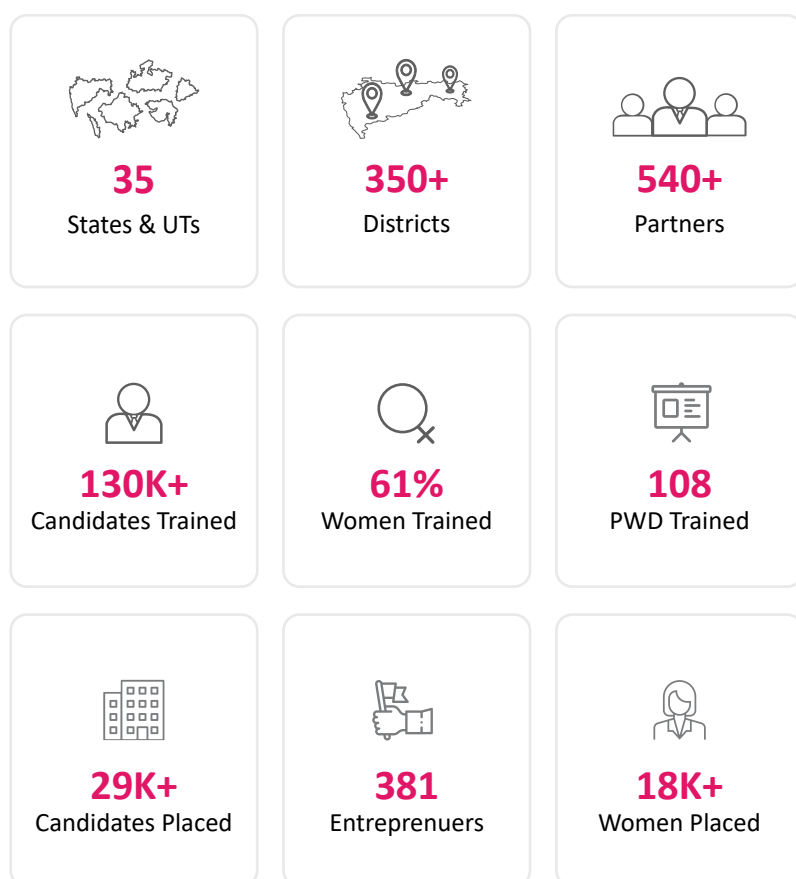 35
States & UTs
350+
Districts
540+
Partners
130K+
Candidates Trained
61%
Women Trained
108
PWD Trained
29K+
Candidates Placed
381
Entreprenuers
18K+
Women Placed